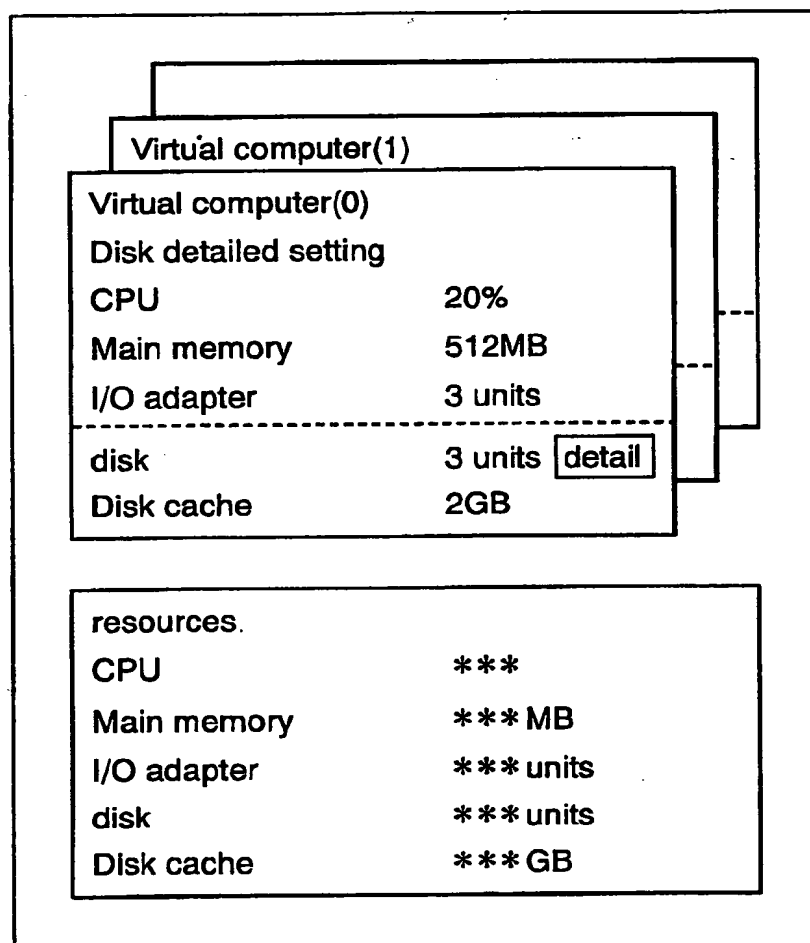 Virtual computer(1)
Virtual computer(0)
Disk detailed setting
CPU 20%
Main memory 512MB
I/O adapter 3 units
disk 3 units detail
Disk cache 2GB
resources.
CPU ***
Main memory ***MB
I/O adapter ***units
disk ***units
Disk cache ***GB